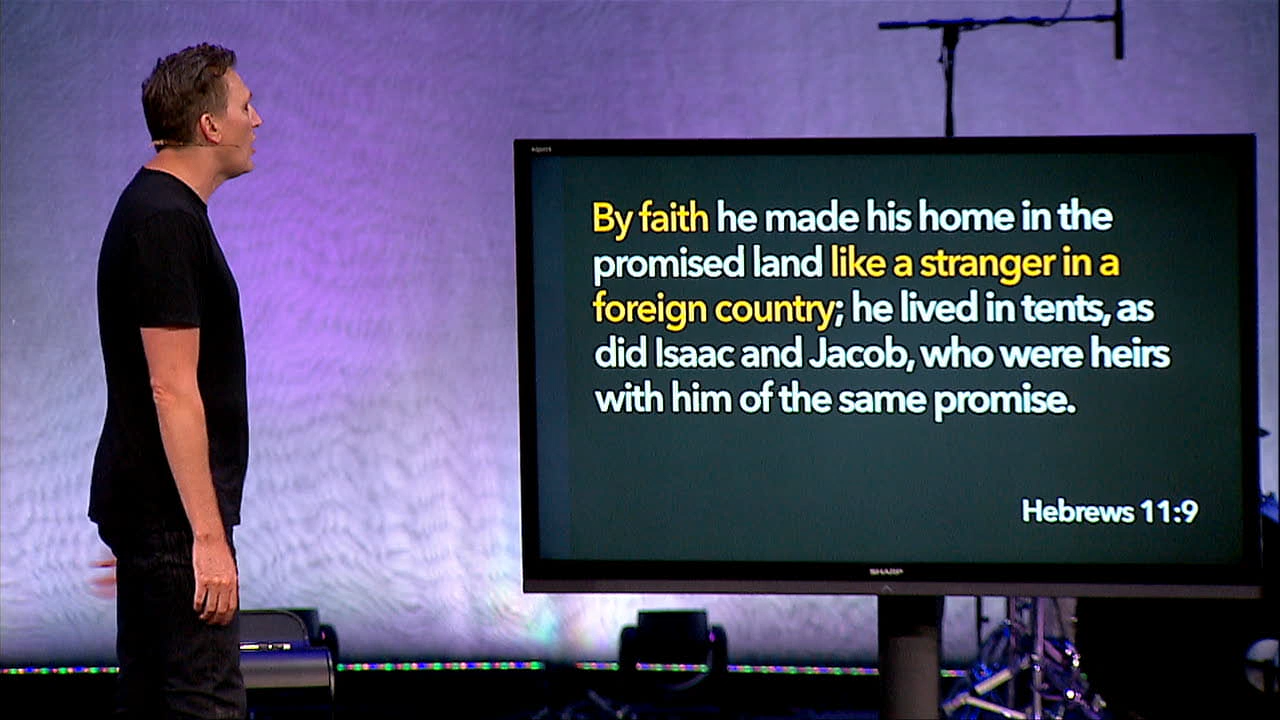 By faith he made his home in the
promised land like a stranger in a
foreign country; he lived in tents, as
did Isaac and Jacob, who were heirs
with him of the same promise.
Hebrews 11:9
SHARP